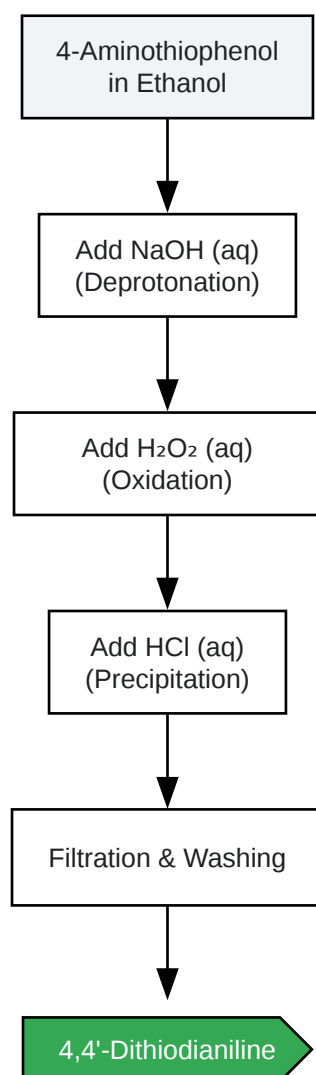 4-Aminothiophenol
in Ethanol
Add NaOH (aq)
(Deprotonation)
Add H₂O₂ (aq)
(Oxidation)
Add HCl (aq)
(Precipitation)
Filtration & Washing
4,4'-Dithiodianiline